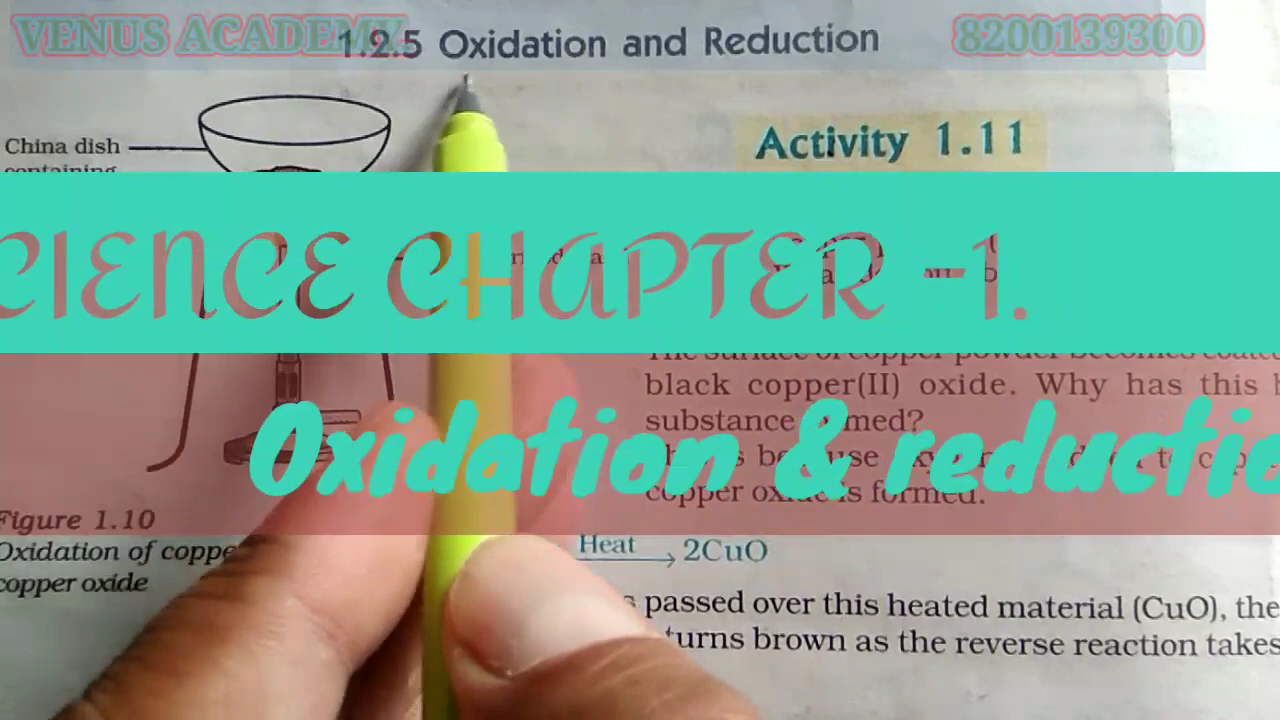 VENUS ACADEMY
8200139300
1.2.5 Oxidation and Reduction
China dish
containing
Activity 1.11
CIENCE CHAPTER -1.
black copper(II) oxide. Why has this
substance formed?
Oxidation & reductio
copper oxide is formed.
Figure 1.10
Oxidation of coppe
copper oxide
Heat
2CuO
passed over this heated material (CuO), the
turns brown as the reverse reaction takes